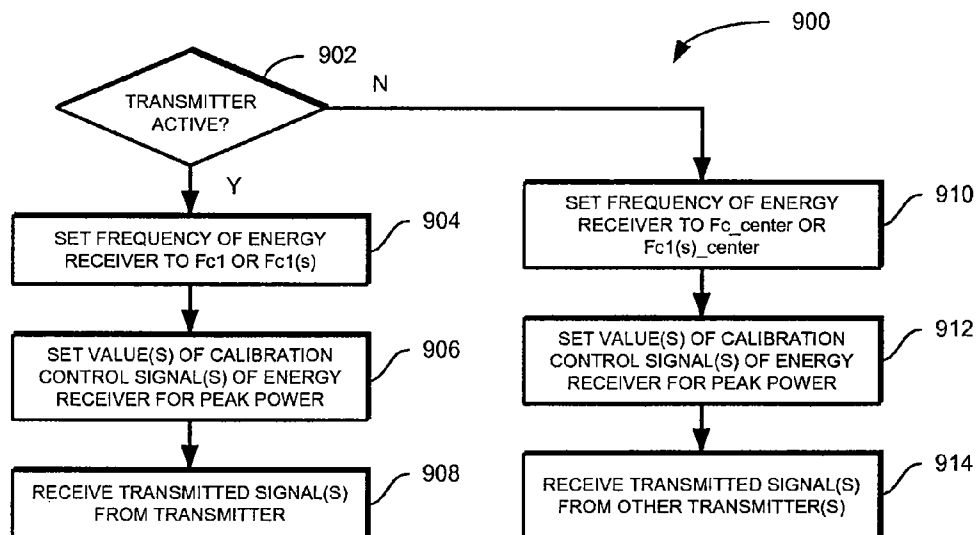 900
902
TRANSMITTER
ACTIVE?
N
Y
904
SET FREQUENCY OF ENERGY
RECEIVER TO Fc1 OR Fc1(s)
906
SET VALUE(S) OF CALIBRATION
CONTROL SIGNAL(S) OF ENERGY
RECEIVER FOR PEAK POWER
908
RECEIVE TRANSMITTED SIGNAL(S)
FROM TRANSMITTER
910
SET FREQUENCY OF ENERGY
RECEIVER TO Fc_center OR
Fc1(s)_center
912
SET VALUE(S) OF CALIBRATION
CONTROL SIGNAL(S) OF ENERGY
RECEIVER FOR PEAK POWER
914
RECEIVE TRANSMITTED SIGNAL(S)
FROM OTHER TRANSMITTER(S)